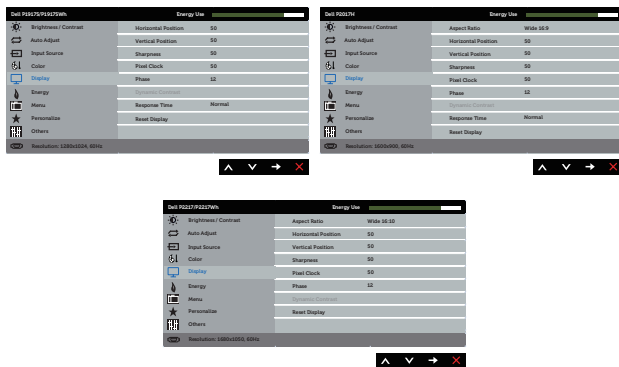 Dell P1917S/P1917SWh Energy Use
Brightness / Contrast Horizontal Position 50
Auto Adjust Vertical Position 50
Input Source Sharpness 50
Color Pixel Clock 50
Display Phase 12
Energy Dynamic Contrast
Menu Response Time Normal
Personalize Reset Display
Others
Resolution: 1280x1024, 60Hz
Dell P2017H Energy Use
Brightness / Contrast Aspect Ratio Wide 16:9
Auto Adjust Horizontal Position 50
Input Source Vertical Position 50
Color Sharpness 50
Display Pixel Clock 50
Energy Phase 12
Menu Dynamic Contrast
Personalize Response Time Normal
Others Reset Display
Resolution: 1600x900, 60Hz
Dell P2217/P2217Wh Energy Use
Brightness / Contrast Aspect Ratio Wide 16:10
Auto Adjust Horizontal Position 50
Input Source Vertical Position 50
Color Sharpness 50
Display Pixel Clock 50
Energy Phase 12
Menu Dynamic Contrast
Personalize Reset Display
Others
Resolution: 1680x1050, 60Hz